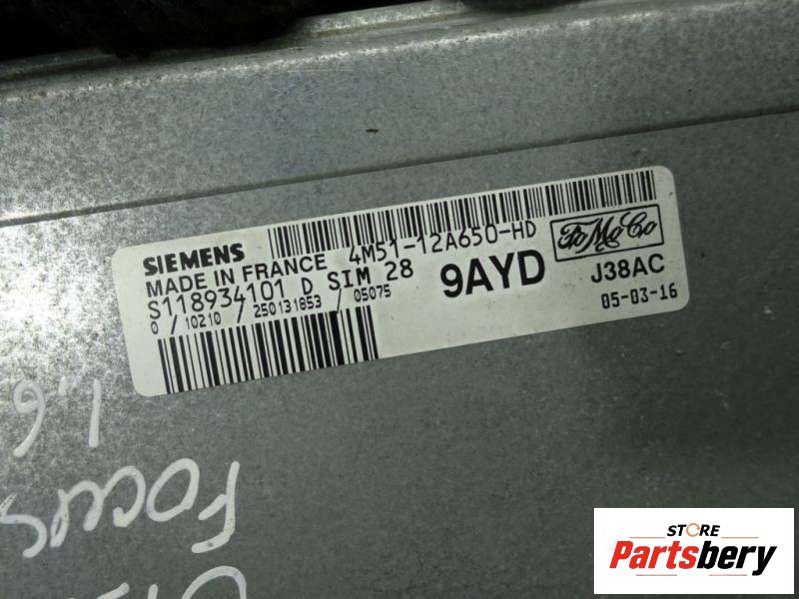 SIEMENS 4M51-12A650-HD FoMoCo
MADE IN FRANCE
S118934101 D SIM 28 9AYD J38AC
0 / 10210 / 250131853 / 05075 05-03-16
1.6
FOCUS
STORE
Partsbery